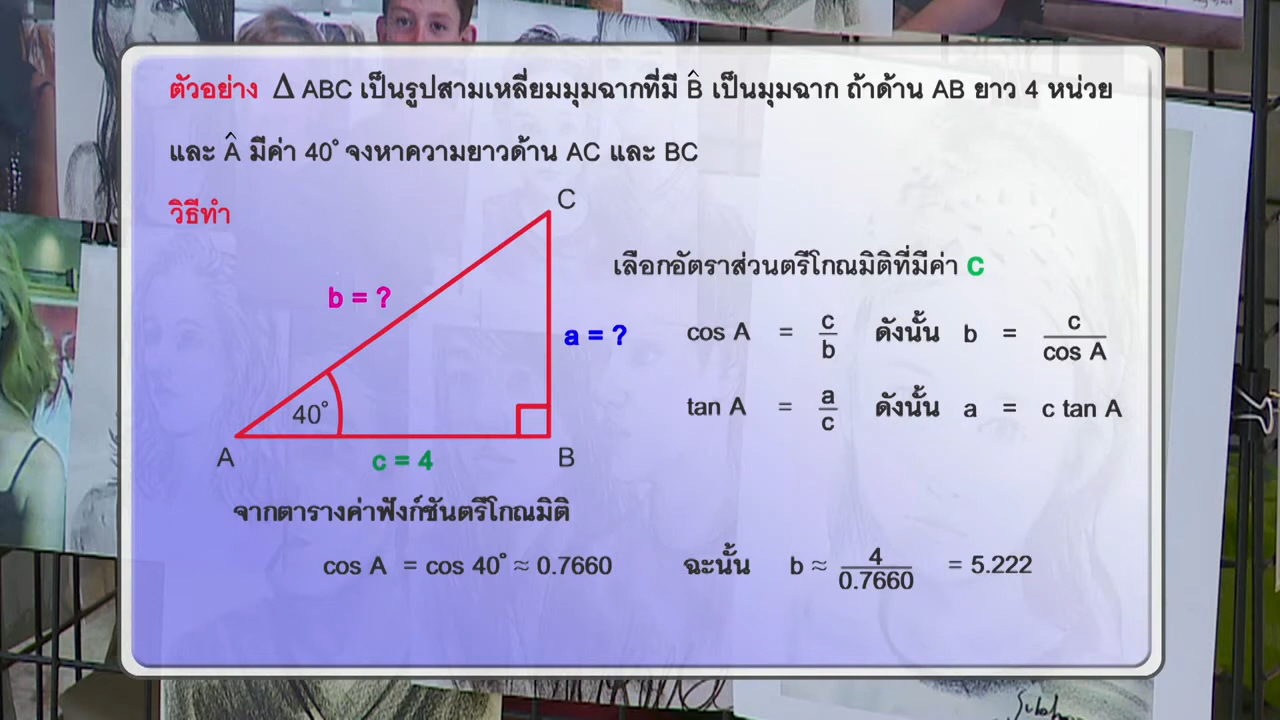 ตัวอย่าง Δ ABC เป็นรูปสามเหลี่ยมมุมฉากที่มี B̂ เป็นมุมฉาก ถ้าด้าน AB ยาว 4 หน่วย
และ Â มีค่า 40° จงหาความยาวด้าน AC และ BC
วิธีทำ
C
b = ?
a = ?
40°
A
c = 4
B
เลือกอัตราส่วนตรีโกณมิติที่มีค่า c
cos A = c/b ดังนั้น b = c/cos A
tan A = a/c ดังนั้น a = c tan A
จากตารางค่าฟังก์ชันตรีโกณมิติ
cos A = cos 40° ≈ 0.7660 ฉะนั้น b ≈ 4/0.7660 = 5.222